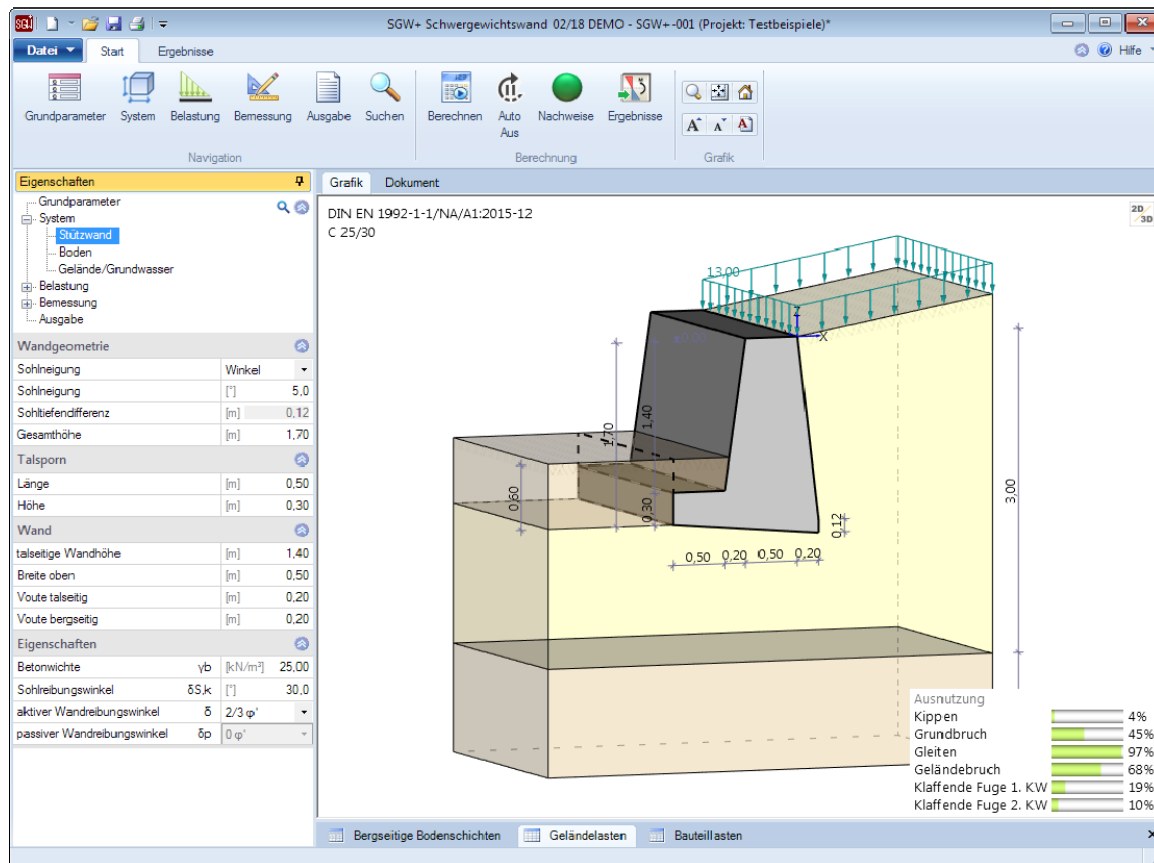 SGW+ Schwergewichtswand 02/18 DEMO - SGW+-001 (Projekt: Testbeispiele)*
Datei Start Ergebnisse Hilfe
Grundparameter System Belastung Bemessung Ausgabe Suchen Berechnen Auto Aus Nachweise Ergebnisse
Navigation Berechnung Grafik
Eigenschaften
Grundparameter
System
Stützwand
Boden
Gelände/Grundwasser
Belastung
Bemessung
Ausgabe
Wandgeometrie
Sohlneigung Winkel
Sohlneigung [°] 5,0
Sohltiefendifferenz [m] 0,12
Gesamthöhe [m] 1,70
Talsporn
Länge [m] 0,50
Höhe [m] 0,30
Wand
talseitige Wandhöhe [m] 1,40
Breite oben [m] 0,50
Voute talseitig [m] 0,20
Voute bergseitig [m] 0,20
Eigenschaften
Betonwichte γb [kN/m³] 25,00
Sohlreibungswinkel δS,k [°] 30,0
aktiver Wandreibungswinkel δ 2/3 φ'
passiver Wandreibungswinkel δp 0 φ'
Grafik Dokument
DIN EN 1992-1-1/NA/A1:2015-12
C 25/30
2D/3D
13,00
Z
X
1,40
1,70
3,00
0,60
0,30
0,12
0,50 0,20 0,50 0,20
Ausnutzung
Kippen 4%
Grundbruch 45%
Gleiten 97%
Geländebruch 68%
Klaffende Fuge 1. KW 19%
Klaffende Fuge 2. KW 10%
Bergseitige Bodenschichten Geländelasten Bauteillasten